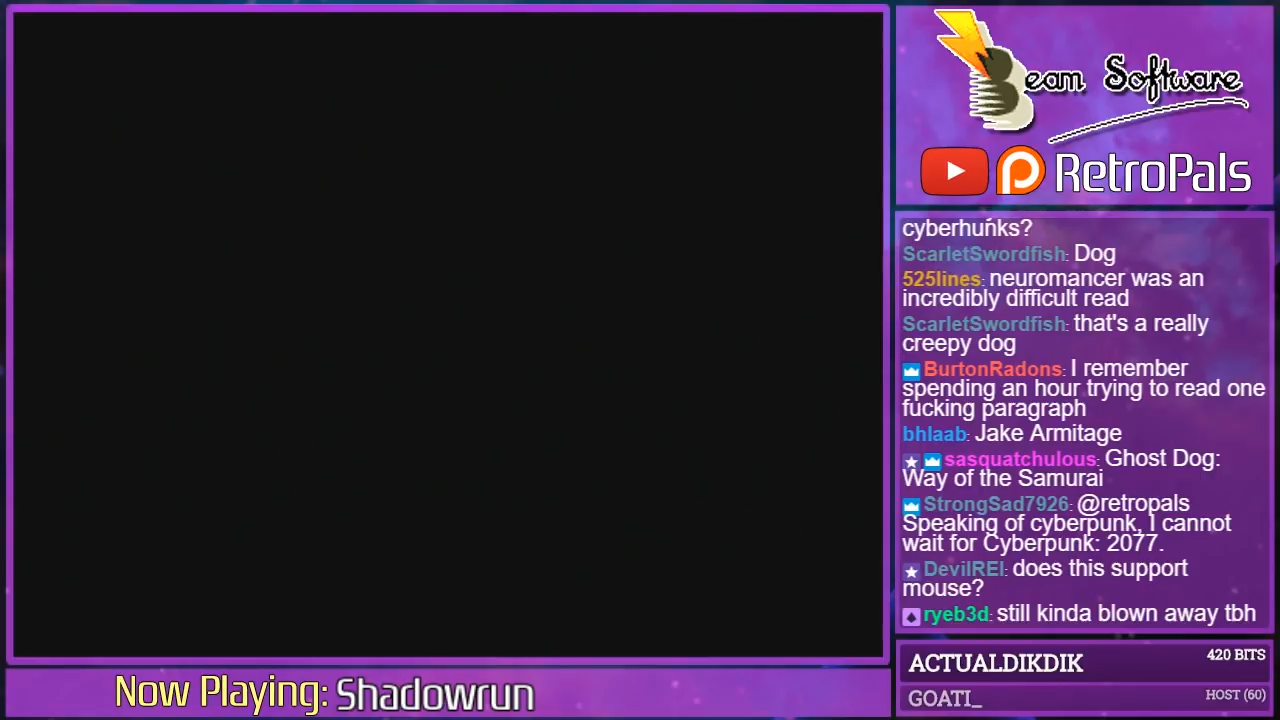 Beam Software
RetroPals
cyberhuńks?
ScarletSwordfish: Dog
525lines: neuromancer was an
incredibly difficult read
ScarletSwordfish: that's a really
creepy dog
BurtonRadons: I remember
spending an hour trying to read one
fucking paragraph
bhlaab: Jake Armitage
sasquatchulous: Ghost Dog:
Way of the Samurai
StrongSad7926: @retropals
Speaking of cyberpunk, I cannot
wait for Cyberpunk: 2077.
DevilREI: does this support
mouse?
ryeb3d: still kinda blown away tbh
ACTUALDIKDIK 420 BITS
GOATI_ HOST (60)
Now Playing: Shadowrun